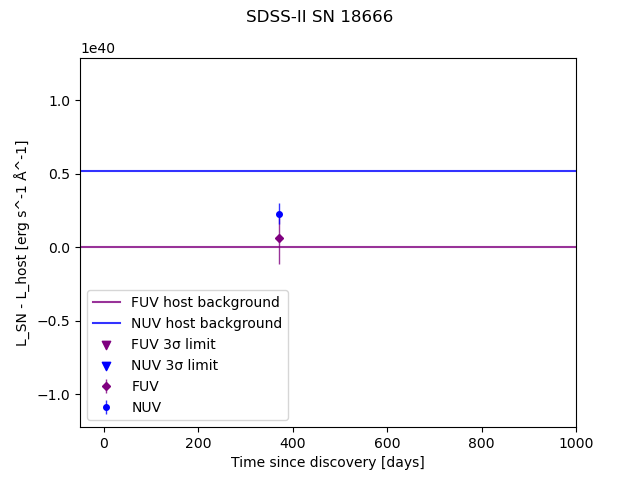 SDSS-II SN 18666
1e40
1.0
0.5
0.0
−0.5
−1.0
L_SN - L_host [erg s^-1 Å^-1]
FUV host background
NUV host background
FUV 3σ limit
NUV 3σ limit
FUV
NUV
0 200 400 600 800 1000
Time since discovery [days]